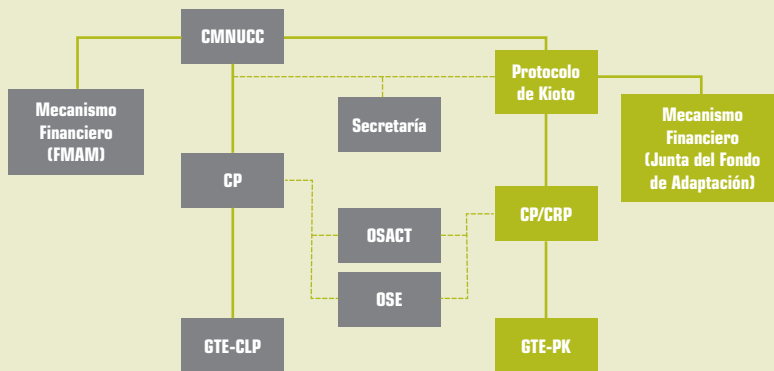 CMNUCC
Protocolo
de Kioto
Mecanismo
Financiero
(FMAM)
Secretaría
Mecanismo
Financiero
(Junta del Fondo
de Adaptación)
CP
CP/CRP
OSACT
OSE
GTE-CLP
GTE-PK